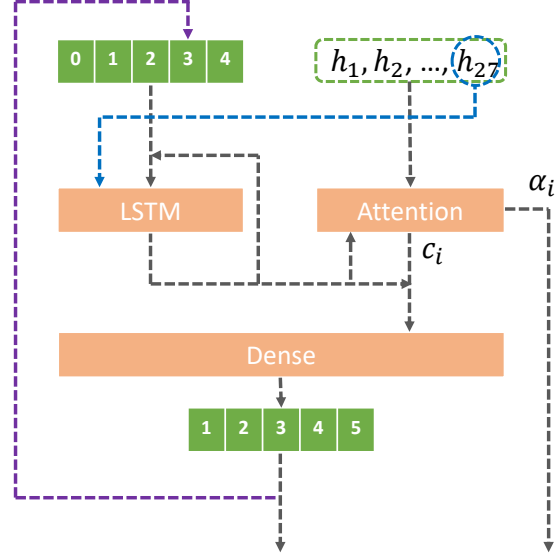 0 1 2 3 4
h₁, h₂, …, h₂₇
αᵢ
LSTM
Attention
cᵢ
Dense
1 2 3 4 5